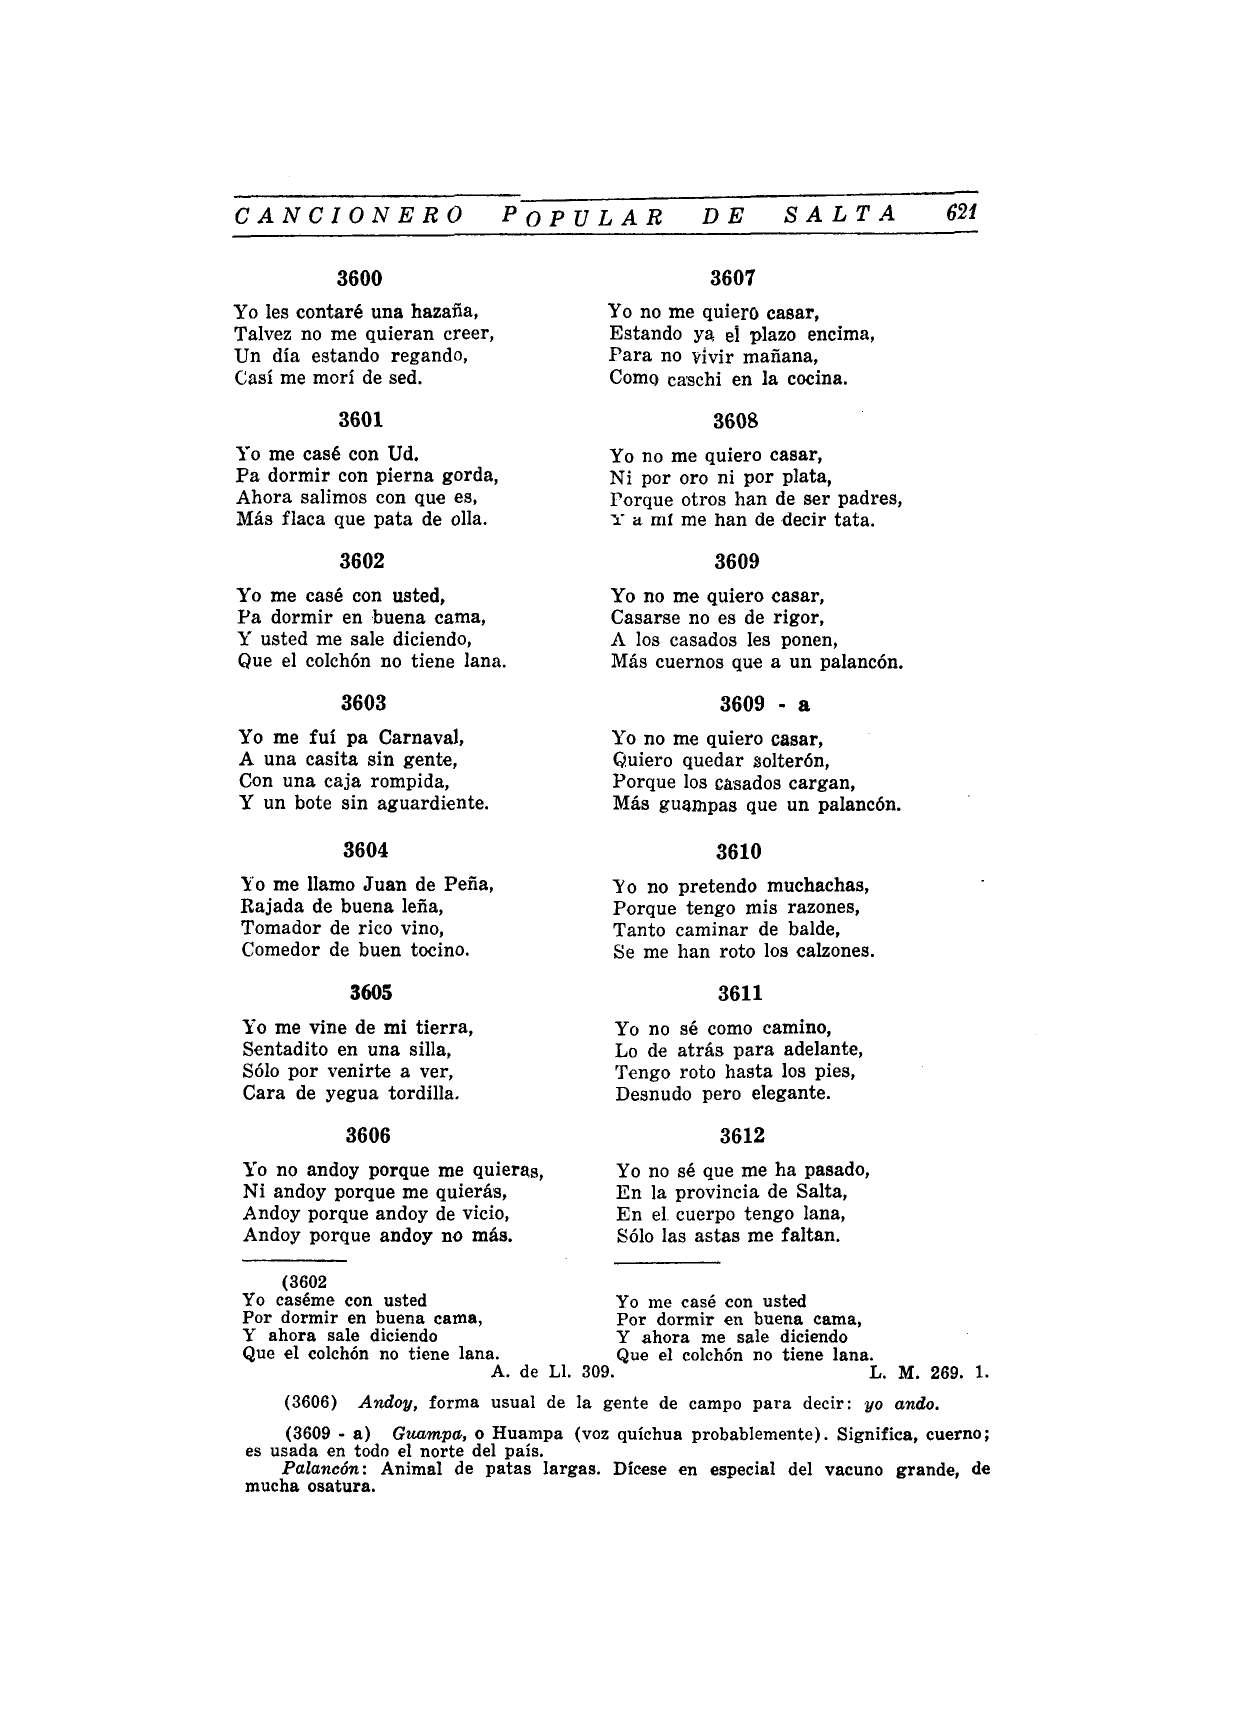 CANCIONERO POPULAR DE SALTA 621
3600
Yo les contaré una hazaña,
Talvez no me quieran creer,
Un día estando regando,
Casí me morí de sed.
3601
Yo me casé con Ud.
Pa dormir con pierna gorda,
Ahora salimos con que es,
Más flaca que pata de olla.
3602
Yo me casé con usted,
Pa dormir en buena cama,
Y usted me sale diciendo,
Que el colchón no tiene lana.
3603
Yo me fuí pa Carnaval,
A una casita sin gente,
Con una caja rompida,
Y un bote sin aguardiente.
3604
Yo me llamo Juan de Peña,
Rajada de buena leña,
Tomador de rico vino,
Comedor de buen tocino.
3605
Yo me vine de mi tierra,
Sentadito en una silla,
Sólo por venirte a ver,
Cara de yegua tordilla.
3606
Yo no andoy porque me quieras,
Ni andoy porque me quierás,
Andoy porque andoy de vicio,
Andoy porque andoy no más.
3607
Yo no me quiero casar,
Estando ya el plazo encima,
Para no vivir mañana,
Como caschi en la cocina.
3608
Yo no me quiero casar,
Ni por oro ni por plata,
Porque otros han de ser padres,
Y a mí me han de decir tata.
3609
Yo no me quiero casar,
Casarse no es de rigor,
A los casados les ponen,
Más cuernos que a un palancón.
3609 - a
Yo no me quiero casar,
Quiero quedar solterón,
Porque los casados cargan,
Más guampas que un palancón.
3610
Yo no pretendo muchachas,
Porque tengo mis razones,
Tanto caminar de balde,
Se me han roto los calzones.
3611
Yo no sé como camino,
Lo de atrás para adelante,
Tengo roto hasta los pies,
Desnudo pero elegante.
3612
Yo no sé que me ha pasado,
En la provincia de Salta,
En el cuerpo tengo lana,
Sólo las astas me faltan.
(3602
Yo caséme con usted
Por dormir en buena cama,
Y ahora sale diciendo
Que el colchón no tiene lana.
A. de Ll. 309.
Yo me casé con usted
Por dormir en buena cama,
Y ahora me sale diciendo
Que el colchón no tiene lana.
L. M. 269. 1.
(3606) Andoy, forma usual de la gente de campo para decir: yo ando.
(3609 - a) Guampa, o Huampa (voz quíchua probablemente). Significa, cuerno;
es usada en todo el norte del país.
Palancón: Animal de patas largas. Dícese en especial del vacuno grande, de
mucha osatura.